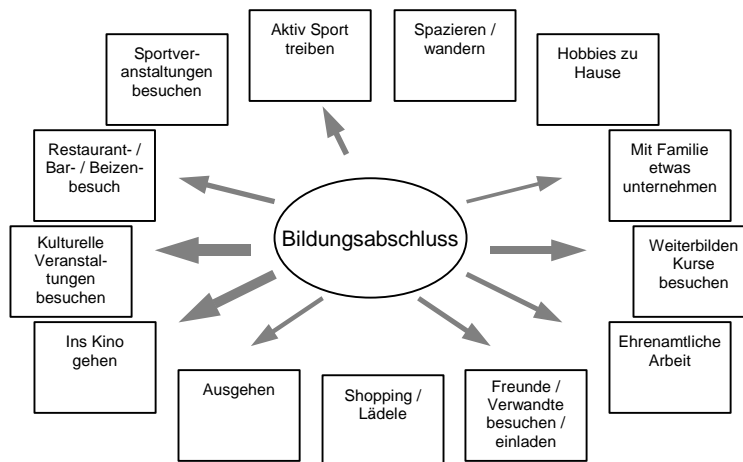 Aktiv Sport
treiben
Spazieren /
wandern
Sportver-
anstaltungen
besuchen
Hobbies zu
Hause
Restaurant- /
Bar- / Beizen-
besuch
Mit Familie
etwas
unternehmen
Bildungsabschluss
Kulturelle
Veranstal-
tungen
besuchen
Weiterbilden
Kurse
besuchen
Ins Kino
gehen
Ehrenamtliche
Arbeit
Ausgehen
Shopping /
Lädele
Freunde /
Verwandte
besuchen /
einladen